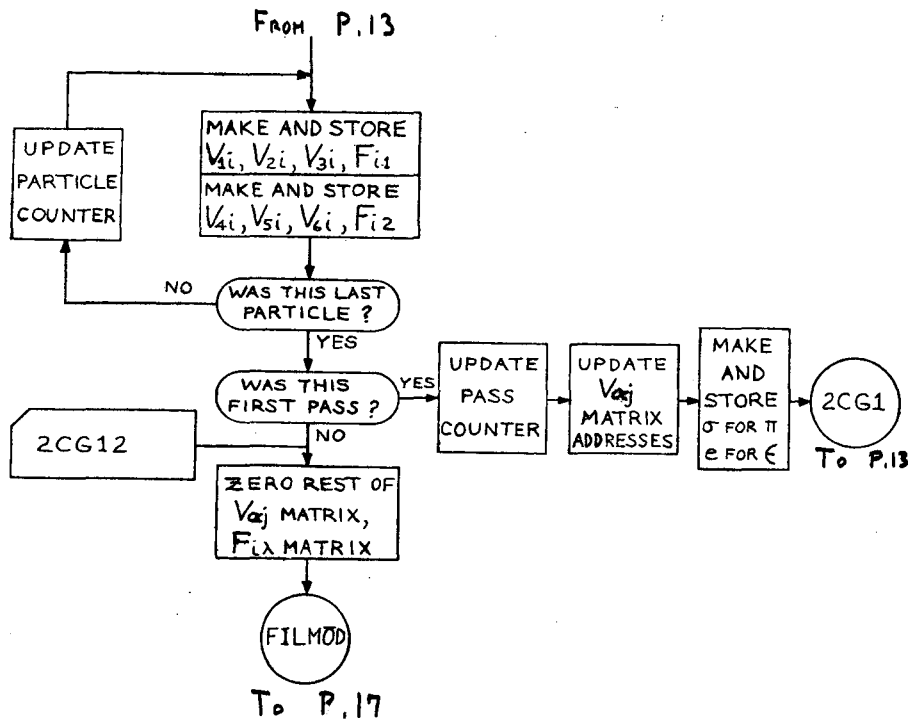 FROM P.13
UPDATE
PARTICLE
COUNTER
MAKE AND STORE
V1i, V2i, V3i, Fi1
MAKE AND STORE
V4i, V5i, V6i, Fi2
NO
WAS THIS LAST
PARTICLE ?
YES
WAS THIS
FIRST PASS ?
YES
UPDATE
PASS
COUNTER
UPDATE
Vαj
MATRIX
ADDRESSES
MAKE
AND
STORE
σ FOR π
e FOR ε
2CG1
TO P.13
NO
2CG12
ZERO REST OF
Vαj MATRIX,
Fiλ MATRIX
FILMŌD
TO P.17